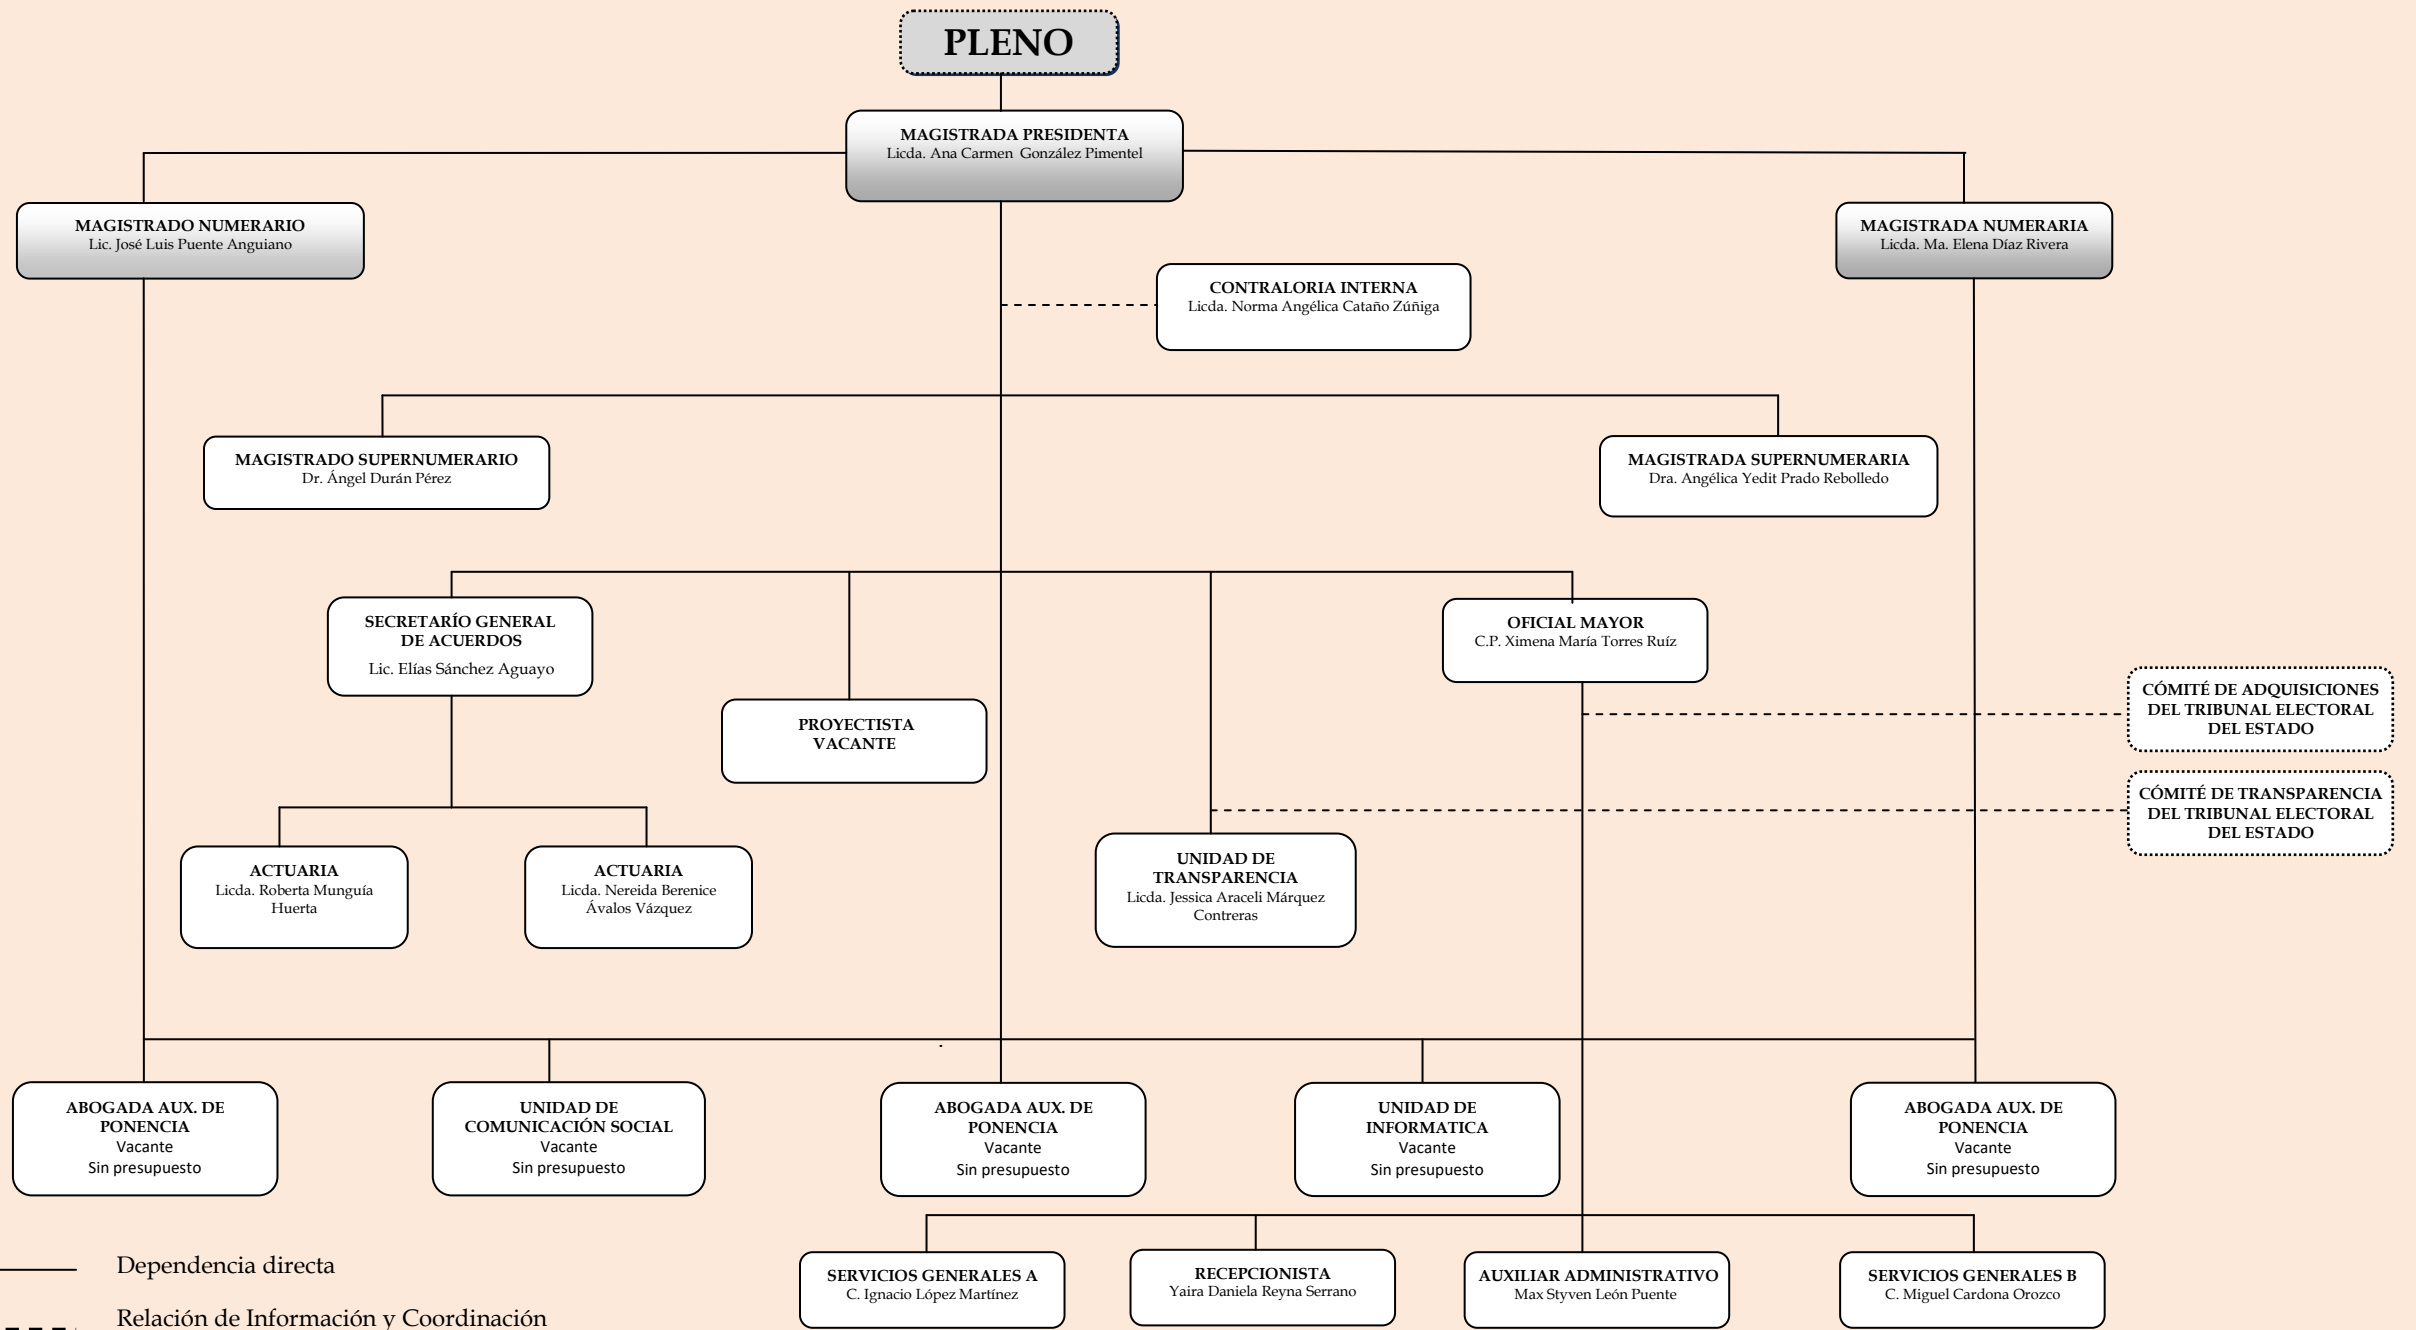 PLENO
MAGISTRADA PRESIDENTA
Licda. Ana Carmen González Pimentel
MAGISTRADO NUMERARIO
Lic. José Luis Puente Anguiano
MAGISTRADA NUMERARIA
Licda. Ma. Elena Díaz Rivera
CONTRALORIA INTERNA
Licda. Norma Angélica Cataño Zúñiga
MAGISTRADO SUPERNUMERARIO
Dr. Ángel Durán Pérez
MAGISTRADA SUPERNUMERARIA
Dra. Angélica Yedit Prado Rebolledo
SECRETARÍO GENERAL
DE ACUERDOS
Lic. Elías Sánchez Aguayo
OFICIAL MAYOR
C.P. Ximena María Torres Ruíz
PROYECTISTA
VACANTE
CÓMITÉ DE ADQUISICIONES
DEL TRIBUNAL ELECTORAL
DEL ESTADO
CÓMITÉ DE TRANSPARENCIA
DEL TRIBUNAL ELECTORAL
DEL ESTADO
ACTUARIA
Licda. Roberta Munguía
Huerta
ACTUARIA
Licda. Nereida Berenice
Ávalos Vázquez
UNIDAD DE
TRANSPARENCIA
Licda. Jessica Araceli Márquez
Contreras
ABOGADA AUX. DE
PONENCIA
Vacante
Sin presupuesto
UNIDAD DE
COMUNICACIÓN SOCIAL
Vacante
Sin presupuesto
ABOGADA AUX. DE
PONENCIA
Vacante
Sin presupuesto
UNIDAD DE
INFORMATICA
Vacante
Sin presupuesto
ABOGADA AUX. DE
PONENCIA
Vacante
Sin presupuesto
SERVICIOS GENERALES A
C. Ignacio López Martínez
RECEPCIONISTA
Yaira Daniela Reyna Serrano
AUXILIAR ADMINISTRATIVO
Max Styven León Puente
SERVICIOS GENERALES B
C. Miguel Cardona Orozco
Dependencia directa
Relación de Información y Coordinación